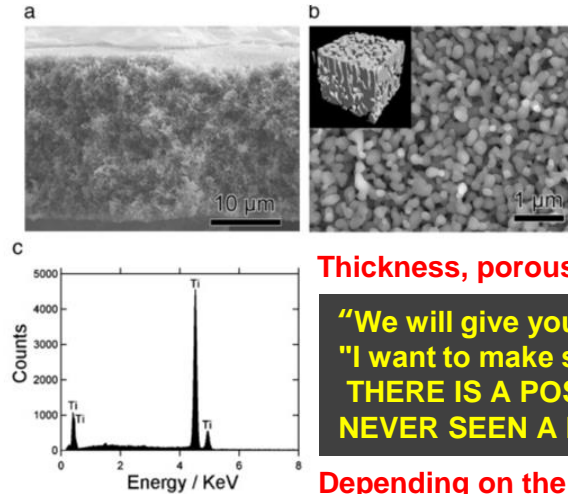 a
b
10 µm
1 µm
c
5000
4000
3000
2000
1000
0
Counts
Ti
Ti
Ti
Ti
0
2
4
6
8
Energy / KeV
Thickness, porous
“We will give you
"I want to make s
THERE IS A POS
NEVER SEEN A
Depending on the